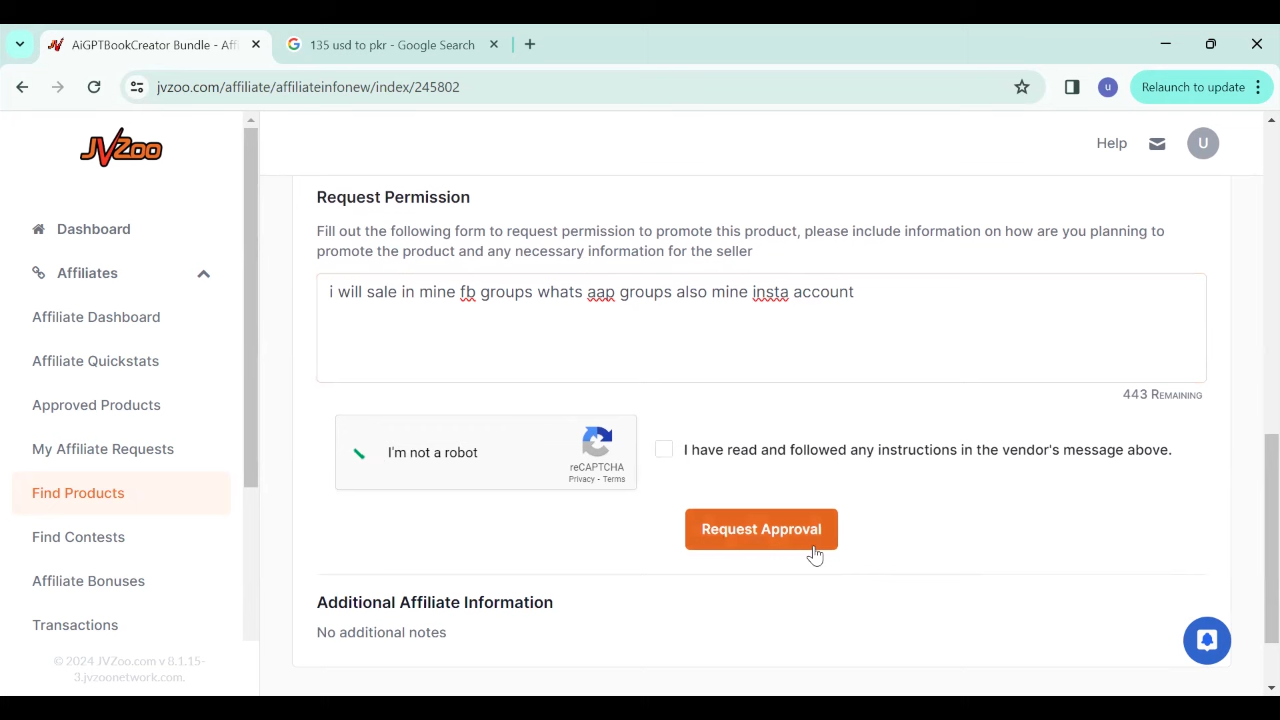 AiGPTBookCreator Bundle - Affi
135 usd to pkr - Google Search
jvzoo.com/affiliate/affiliateinfonew/index/245802
u
Relaunch to update
JVZoo
Help
U
Dashboard
Affiliates
Affiliate Dashboard
Affiliate Quickstats
Approved Products
My Affiliate Requests
Find Products
Find Contests
Affiliate Bonuses
Transactions
© 2024 JVZoo.com v 8.1.15-
3.jvzoonetwork.com.
Request Permission
Fill out the following form to request permission to promote this product, please include information on how are you planning to
promote the product and any necessary information for the seller
i will sale in mine fb groups whats aap groups also mine insta account
443 Remaining
I'm not a robot
reCAPTCHA
Privacy - Terms
I have read and followed any instructions in the vendor's message above.
Request Approval
Additional Affiliate Information
No additional notes